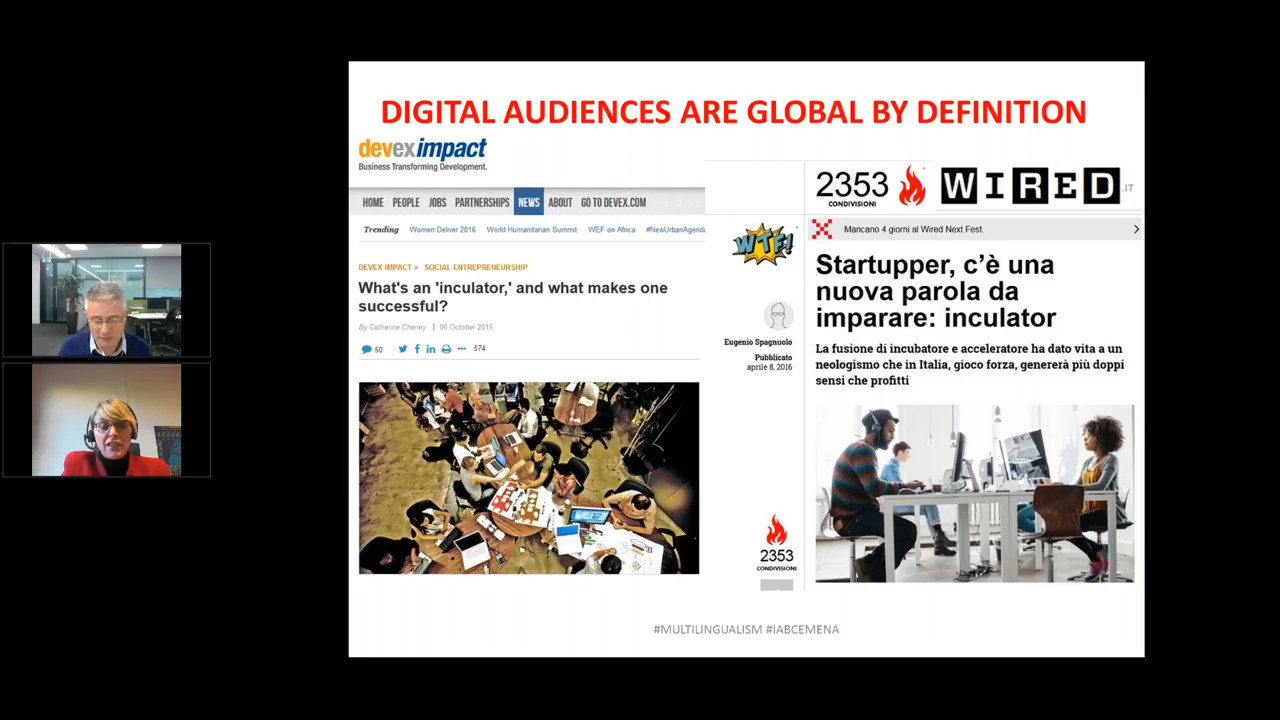 DIGITAL AUDIENCES ARE GLOBAL BY DEFINITION
devex impact
Business Transforming Development.
HOME PEOPLE JOBS PARTNERSHIPS NEWS ABOUT GO TO DEVEX.COM
Trending Women Deliver 2016 World Humanitarian Summit WEF on Africa #NewUrbanAgenda
DEVEX IMPACT » SOCIAL ENTREPRENEURSHIP
What's an 'inculator,' and what makes one
successful?
By Catherine Cheney | 06 October 2015
50 574
WTF!
Eugenio Spagnuolo
Pubblicato
aprile 8, 2016
2353
CONDIVISIONI
2353
CONDIVISIONI
WIRED.IT
Mancano 4 giorni al Wired Next Fest.
Startupper, c’è una
nuova parola da
imparare: inculator
La fusione di incubatore e acceleratore ha dato vita a un
neologismo che in Italia, gioco forza, genererà più doppi
sensi che profitti
#MULTILINGUALISM #IABCEMENA